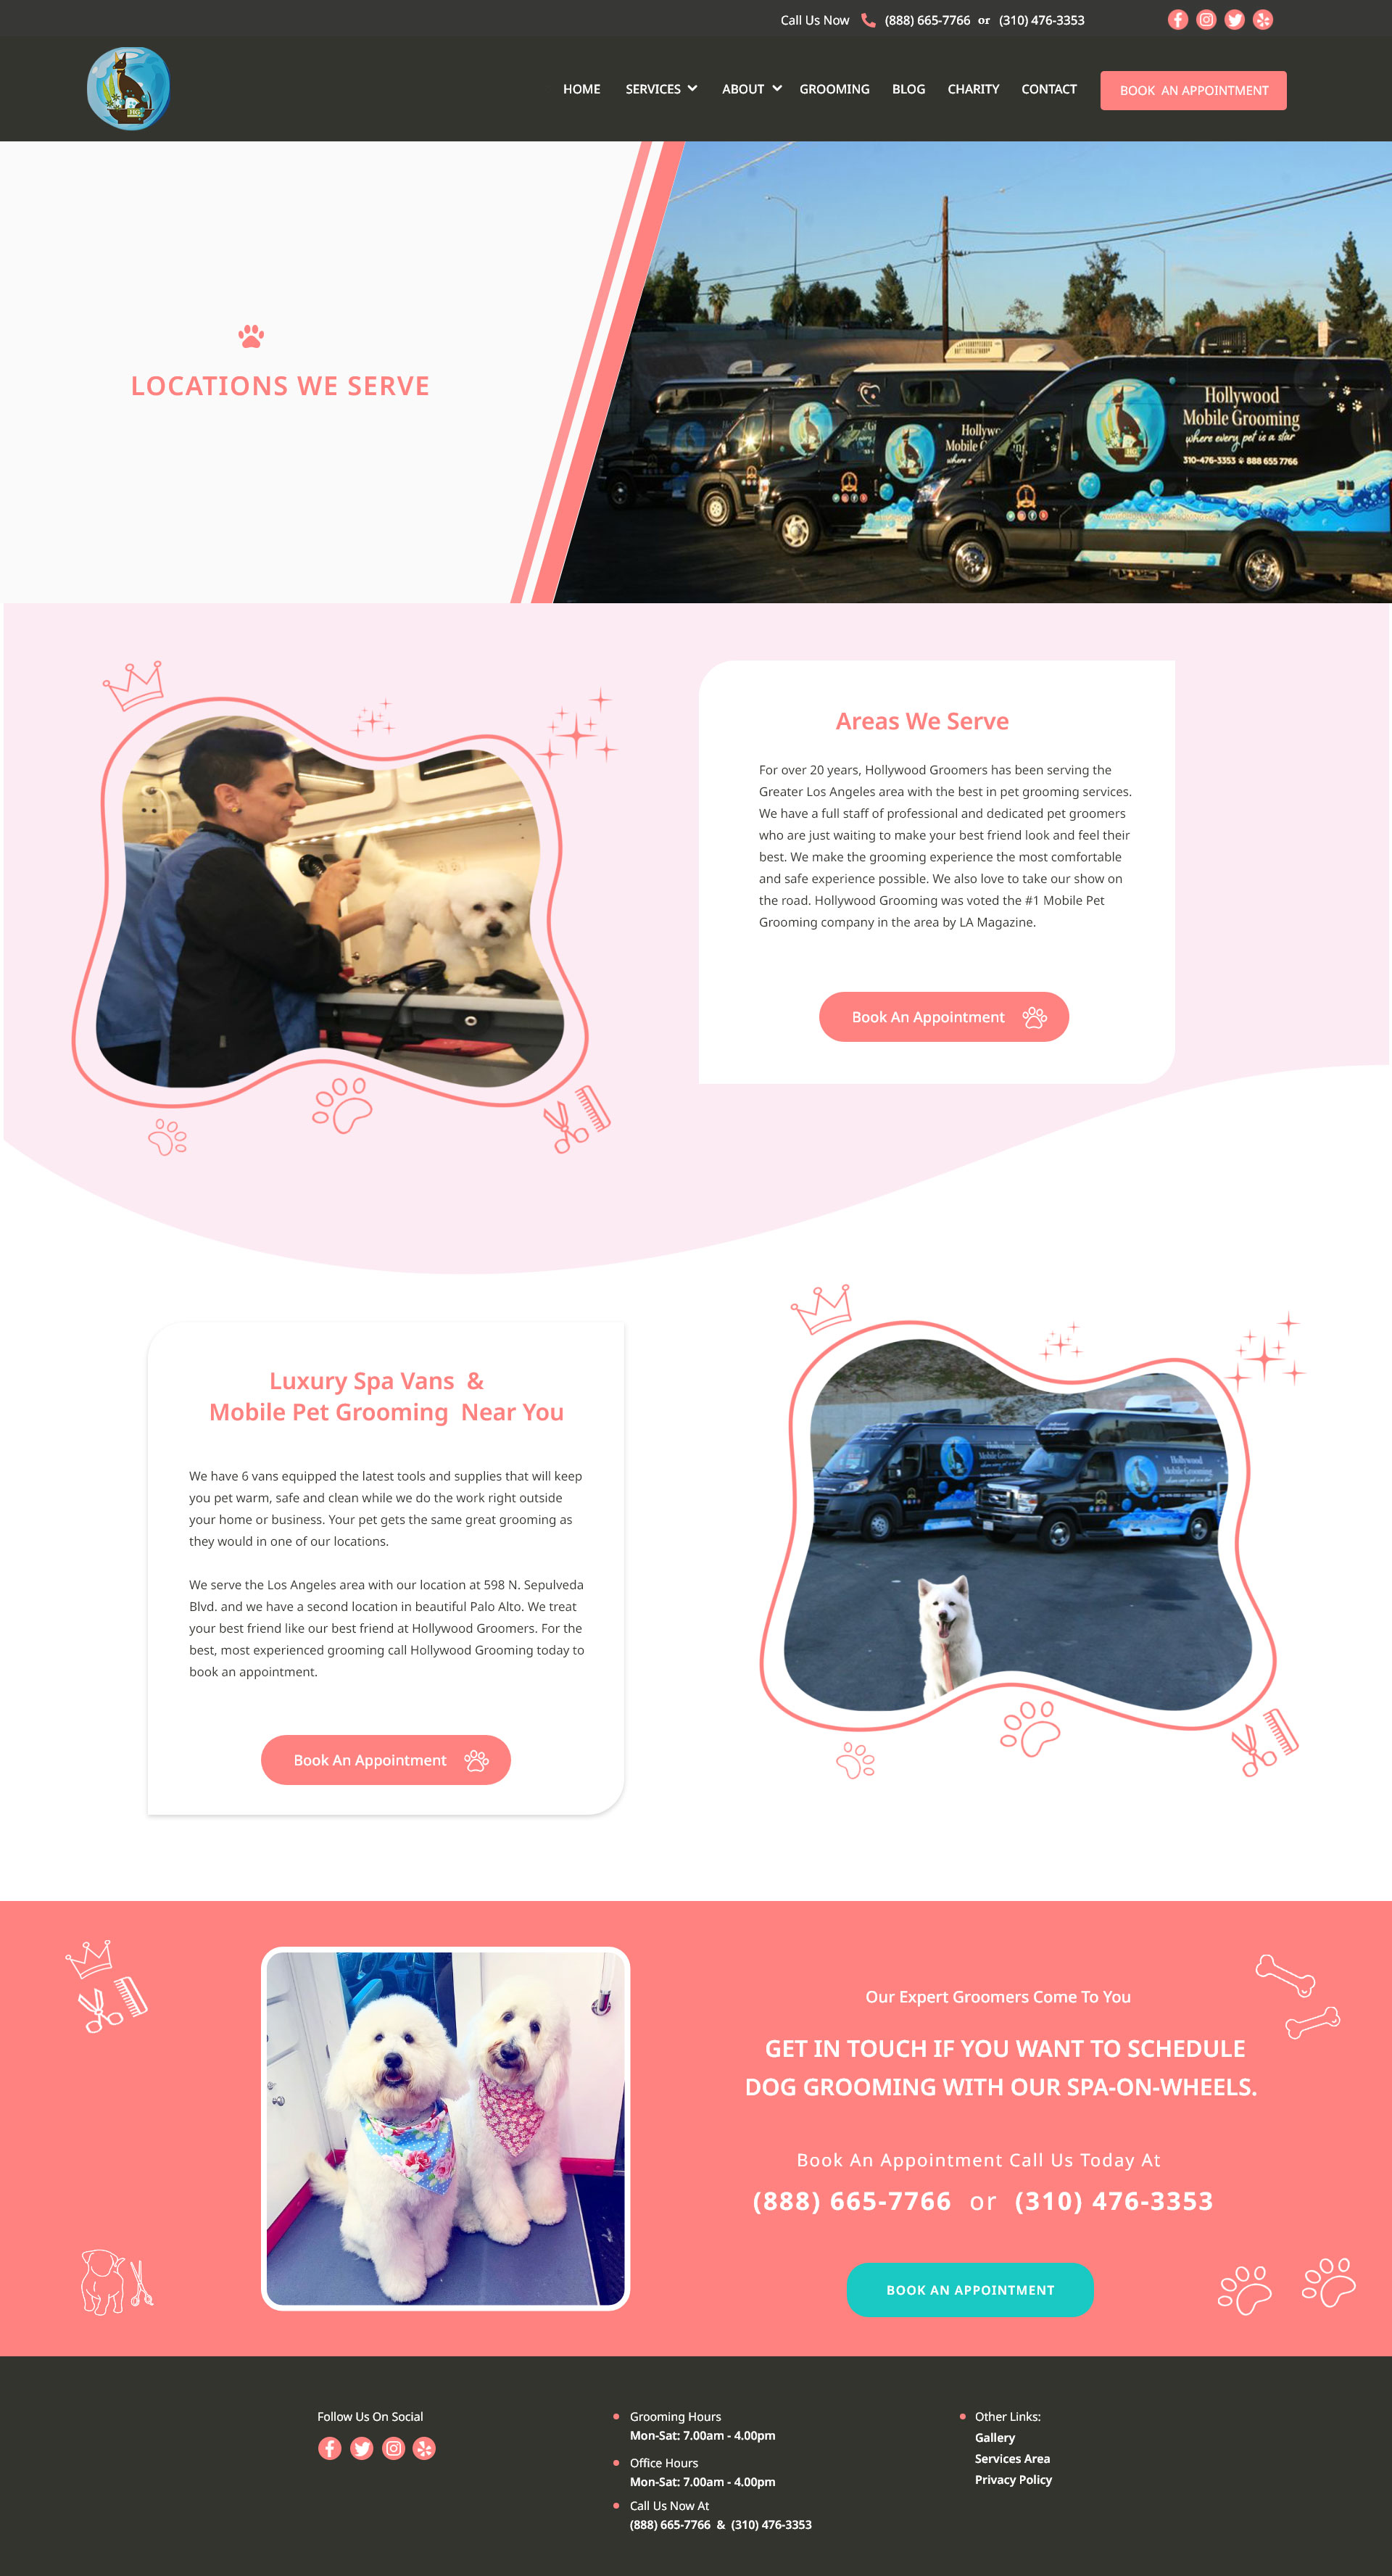 Call Us Now (888) 665-7766 or (310) 476-3353
HOME SERVICES ABOUT GROOMING BLOG CHARITY CONTACT BOOK AN APPOINTMENT
LOCATIONS WE SERVE
Hollywood
Mobile Grooming
where every pet is a star
310-476-3353 888 655 7766
Areas We Serve
For over 20 years, Hollywood Groomers has been serving the
Greater Los Angeles area with the best in pet grooming services.
We have a full staff of professional and dedicated pet groomers
who are just waiting to make your best friend look and feel their
best. We make the grooming experience the most comfortable
and safe experience possible. We also love to take our show on
the road. Hollywood Grooming was voted the #1 Mobile Pet
Grooming company in the area by LA Magazine.
Book An Appointment
Luxury Spa Vans &
Mobile Pet Grooming Near You
We have 6 vans equipped the latest tools and supplies that will keep
you pet warm, safe and clean while we do the work right outside
your home or business. Your pet gets the same great grooming as
they would in one of our locations.
We serve the Los Angeles area with our location at 598 N. Sepulveda
Blvd. and we have a second location in beautiful Palo Alto. We treat
your best friend like our best friend at Hollywood Groomers. For the
best, most experienced grooming call Hollywood Grooming today to
book an appointment.
Book An Appointment
Hollywood
Mobile Grooming
Our Expert Groomers Come To You
GET IN TOUCH IF YOU WANT TO SCHEDULE
DOG GROOMING WITH OUR SPA-ON-WHEELS.
Book An Appointment Call Us Today At
(888) 665-7766 or (310) 476-3353
BOOK AN APPOINTMENT
Follow Us On Social
Grooming Hours
Mon-Sat: 7.00am - 4.00pm
Office Hours
Mon-Sat: 7.00am - 4.00pm
Call Us Now At
(888) 665-7766 & (310) 476-3353
Other Links:
Gallery
Services Area
Privacy Policy